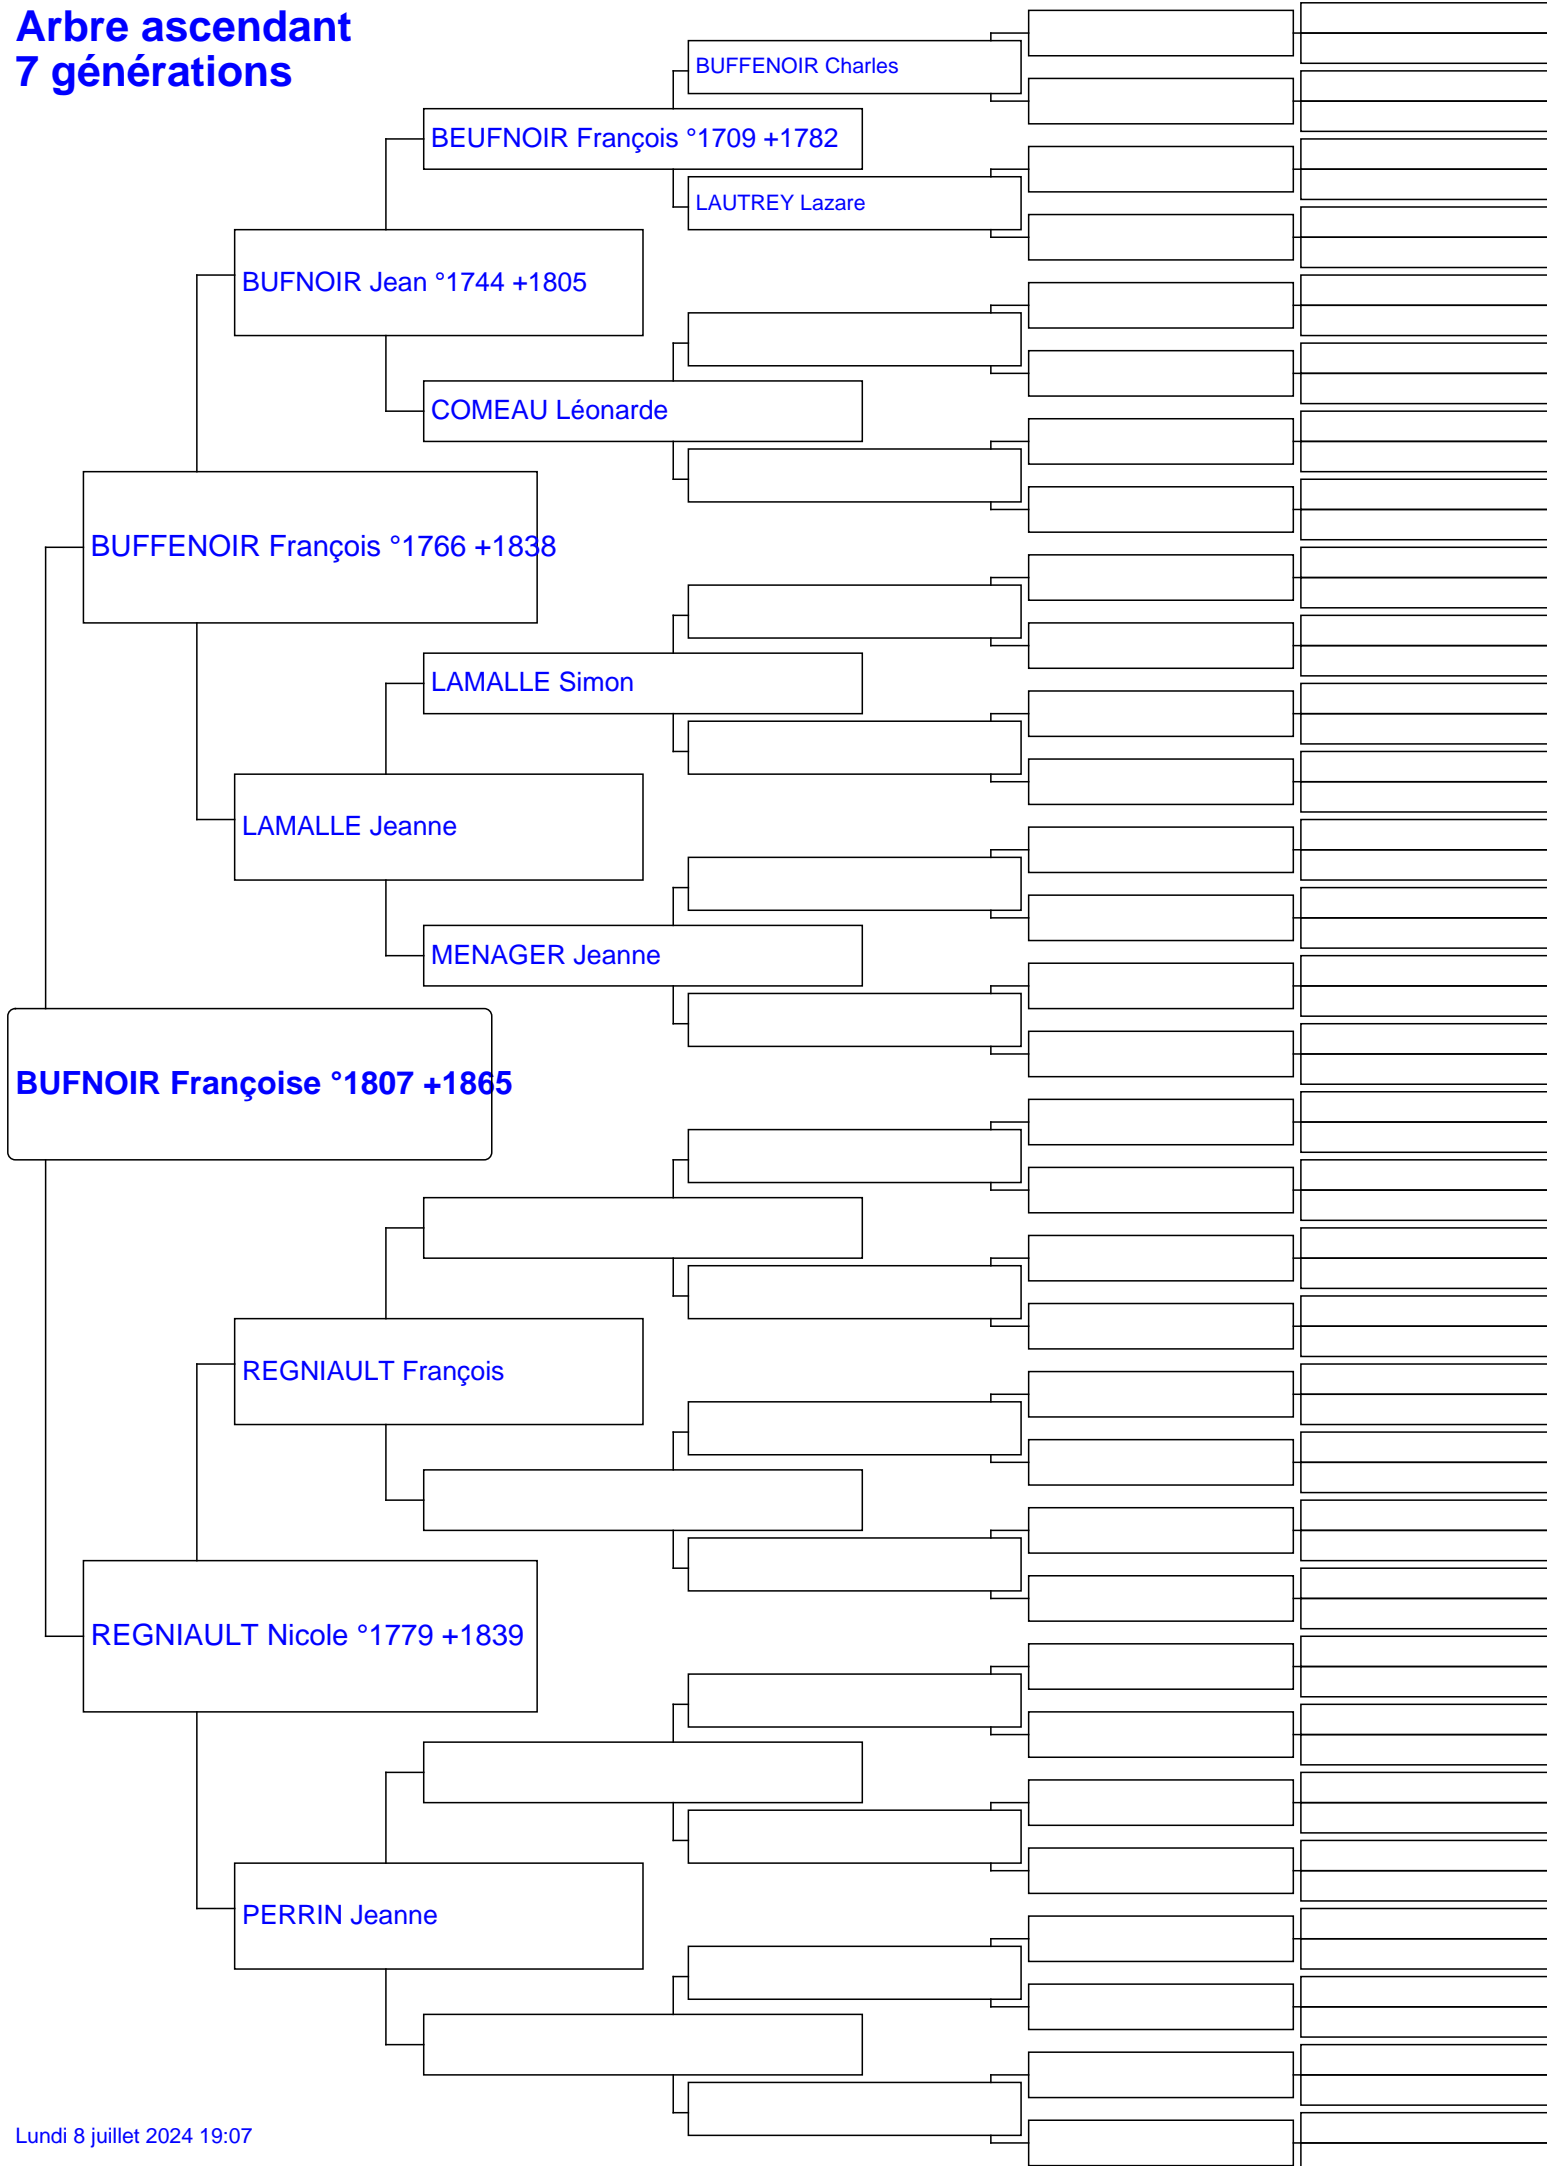 Arbre ascendant
7 générations
BUFFENOIR Charles
BEUFNOIR François °1709 +1782
LAUTREY Lazare
BUFNOIR Jean °1744 +1805
COMEAU Léonarde
BUFFENOIR François °1766 +1838
LAMALLE Simon
LAMALLE Jeanne
MENAGER Jeanne
BUFNOIR Françoise °1807 +1865
REGNIAULT François
REGNIAULT Nicole °1779 +1839
PERRIN Jeanne
Lundi 8 juillet 2024 19:07